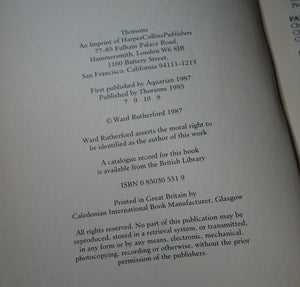 Thorsons
An Imprint of HarperCollinsPublishers
77–85 Fulham Palace Road,
Hammersmith, London W6 8JB
1160 Battery Street,
San Francisco, California 94111–1213
First published by Aquarian 1987
Published by Thorsons 1995
7 9 10 8
© Ward Rutherford 1987
Ward Rutherford asserts the moral right to
be identified as the author of this work
A catalogue record for this book
is available from the British Library
ISBN 0 85030 551 9
Printed in Great Britain by
Caledonian International Book Manufacturer, Glasgow
All rights reserved. No part of this publication may be
reproduced, stored in a retrieval system, or transmitted,
in any form or by any means, electronic, mechanical,
photocopying, recording or otherwise, without the prior
permission of the publishers.